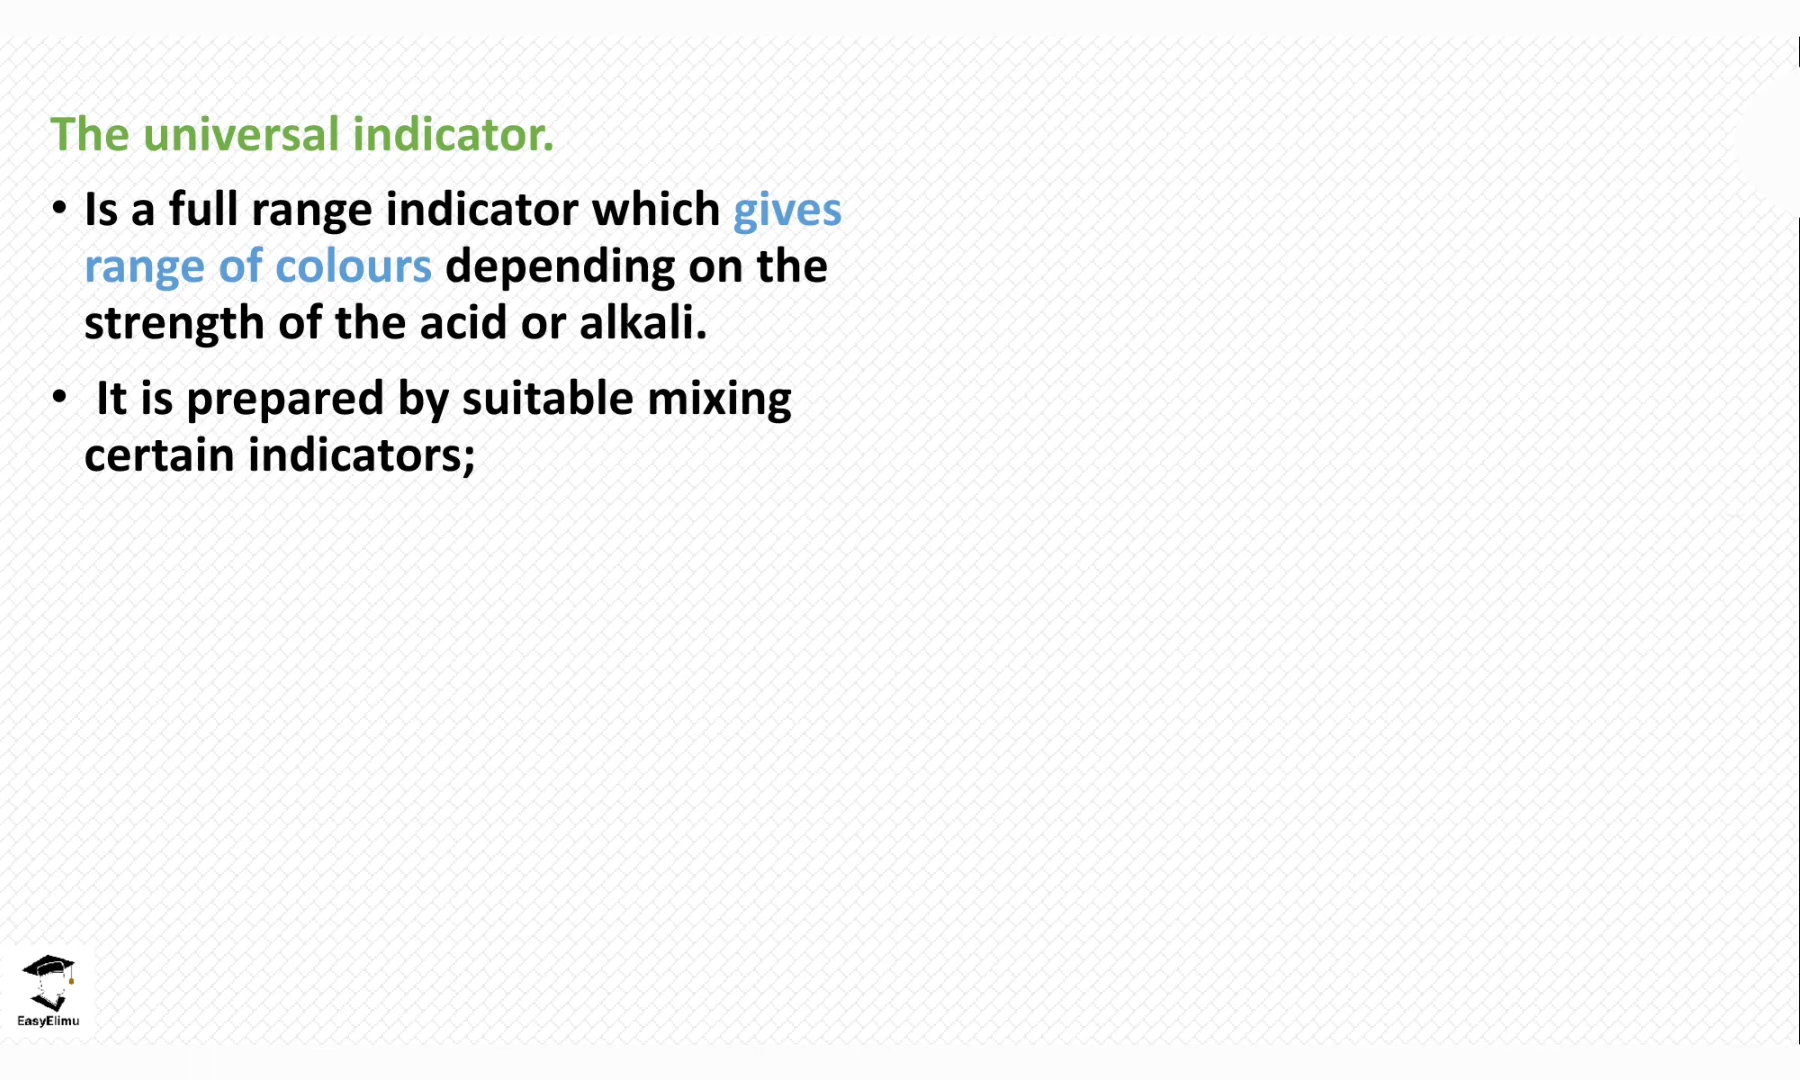 The universal indicator.
• Is a full range indicator which gives
range of colours depending on the
strength of the acid or alkali.
• It is prepared by suitable mixing
certain indicators;
EasyElimu